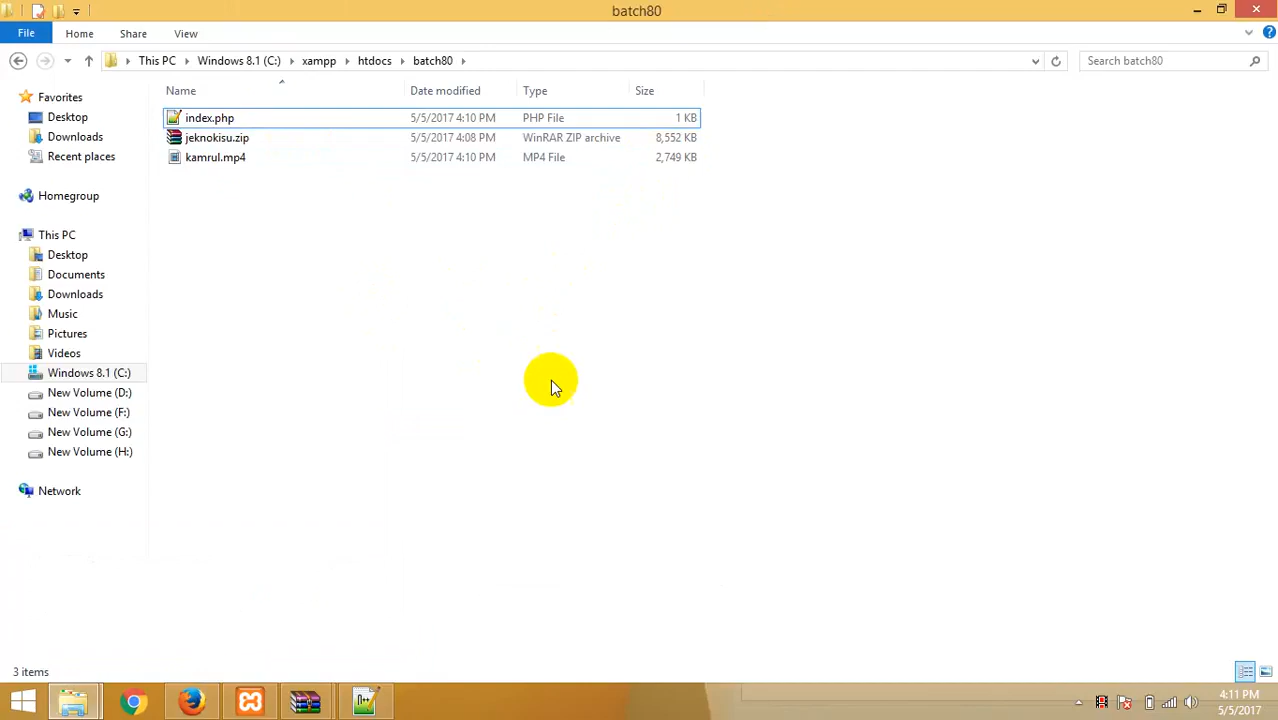 batch80
File Home Share View
This PC Windows 8.1 (C:) xampp htdocs batch80
Search batch80
Name Date modified Type Size
index.php 5/5/2017 4:10 PM PHP File 1 KB
jeknokisu.zip 5/5/2017 4:08 PM WinRAR ZIP archive 8,552 KB
kamrul.mp4 5/5/2017 4:10 PM MP4 File 2,749 KB
Favorites
Desktop
Downloads
Recent places
Homegroup
This PC
Desktop
Documents
Downloads
Music
Pictures
Videos
Windows 8.1 (C:)
New Volume (D:)
New Volume (F:)
New Volume (G:)
New Volume (H:)
Network
3 items
4:11 PM
5/5/2017